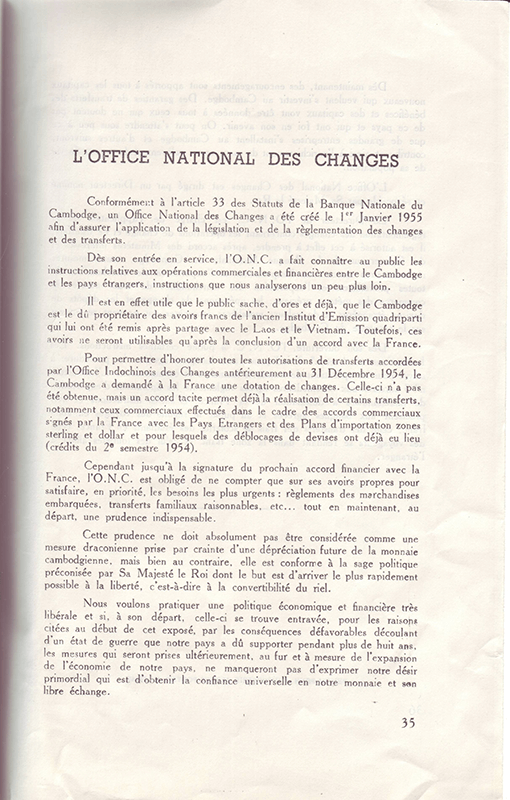 L'OFFICE NATIONAL DES CHANGES
Conformément à l'article 33 des Statuts de la Banque Nationale du
Cambodge, un Office National des Changes a été créé le 1er Janvier 1955
afin d'assurer l'application de la législation et de la règlementation des changes
et des transferts.
Dès son entrée en service, l'O.N.C. a fait connaître au public les
instructions relatives aux opérations commerciales et financières entre le Cambodge
et les pays étrangers, instructions que nous analyserons un peu plus loin.
Il est en effet utile que le public sache, d'ores et déjà, que le Cambodge
est le dû propriétaire des avoirs francs de l'ancien Institut d'Emission quadriparti
qui lui ont été remis après partage avec le Laos et le Vietnam. Toutefois, ces
avoirs ne seront utilisables qu'après la conclusion d'un accord avec la France.
Pour permettre d'honorer toutes les autorisations de transferts accordées
par l'Office Indochinois des Changes antérieurement au 31 Décembre 1954, le
Cambodge a demandé à la France une dotation de changes. Celle-ci n'a pas
été obtenue, mais un accord tacite permet déjà la réalisation de certains transferts,
notamment ceux commerciaux effectués dans le cadre des accords commerciaux
signés par la France avec les Pays Etrangers et des Plans d'importation zones
sterling et dollar et pour lesquels des déblocages de devises ont déjà eu lieu
(crédits du 2e semestre 1954).
Cependant jusqu'à la signature du prochain accord financier avec la
France, l'O.N.C. est obligé de ne compter que sur ses avoirs propres pour
satisfaire, en priorité, les besoins les plus urgents : règlements des marchandises
embarquées, transferts familiaux raisonnables, etc... tout en maintenant, au
départ, une prudence indispensable.
Cette prudence ne doit absolument pas être considérée comme une
mesure draconienne prise par crainte d'une dépréciation future de la monnaie
cambodgienne, mais bien au contraire, elle est conforme à la sage politique
préconisée par Sa Majesté le Roi dont le but est d'arriver le plus rapidement
possible à la liberté, c'est-à-dire à la convertibilité du riel.
Nous voulons pratiquer une politique économique et financière très
libérale et si, à son départ, celle-ci se trouve entravée, pour les raisons
citées au début de cet exposé, par les conséquences défavorables découlant
d'un état de guerre que notre pays a dû supporter pendant plus de huit ans,
les mesures qui seront prises ultérieurement, au fur et à mesure de l'expansion
de l'économie de notre pays, ne manqueront pas d'exprimer notre désir
primordial qui est d'obtenir la confiance universelle en notre monnaie et son
libre échange.
35